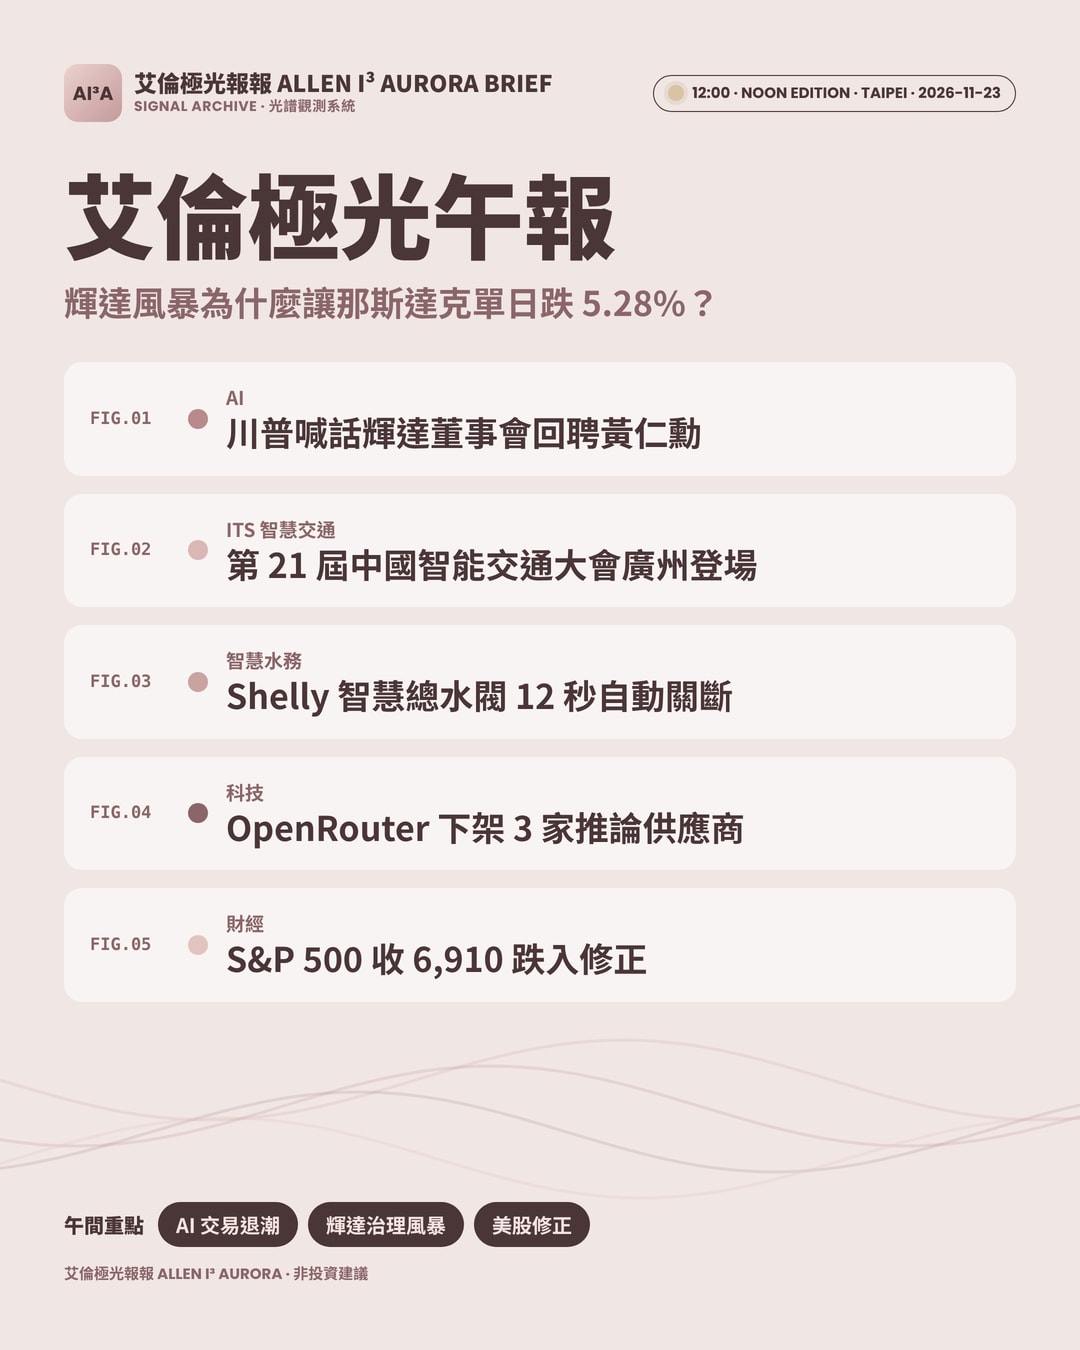 AI³A
艾倫極光報報 ALLEN I³ AURORA BRIEF
SIGNAL ARCHIVE · 光譜觀測系統
12:00 · NOON EDITION · TAIPEI · 2026-11-23
艾倫極光午報
輝達風暴為什麼讓那斯達克單日跌 5.28%？
FIG.01
AI
川普喊話輝達董事會回聘黃仁勳
FIG.02
ITS 智慧交通
第 21 屆中國智能交通大會廣州登場
FIG.03
智慧水務
Shelly 智慧總水閥 12 秒自動關斷
FIG.04
科技
OpenRouter 下架 3 家推論供應商
FIG.05
財經
S&P 500 收 6,910 跌入修正
午間重點
AI 交易退潮
輝達治理風暴
美股修正
艾倫極光報報 ALLEN I³ AURORA · 非投資建議